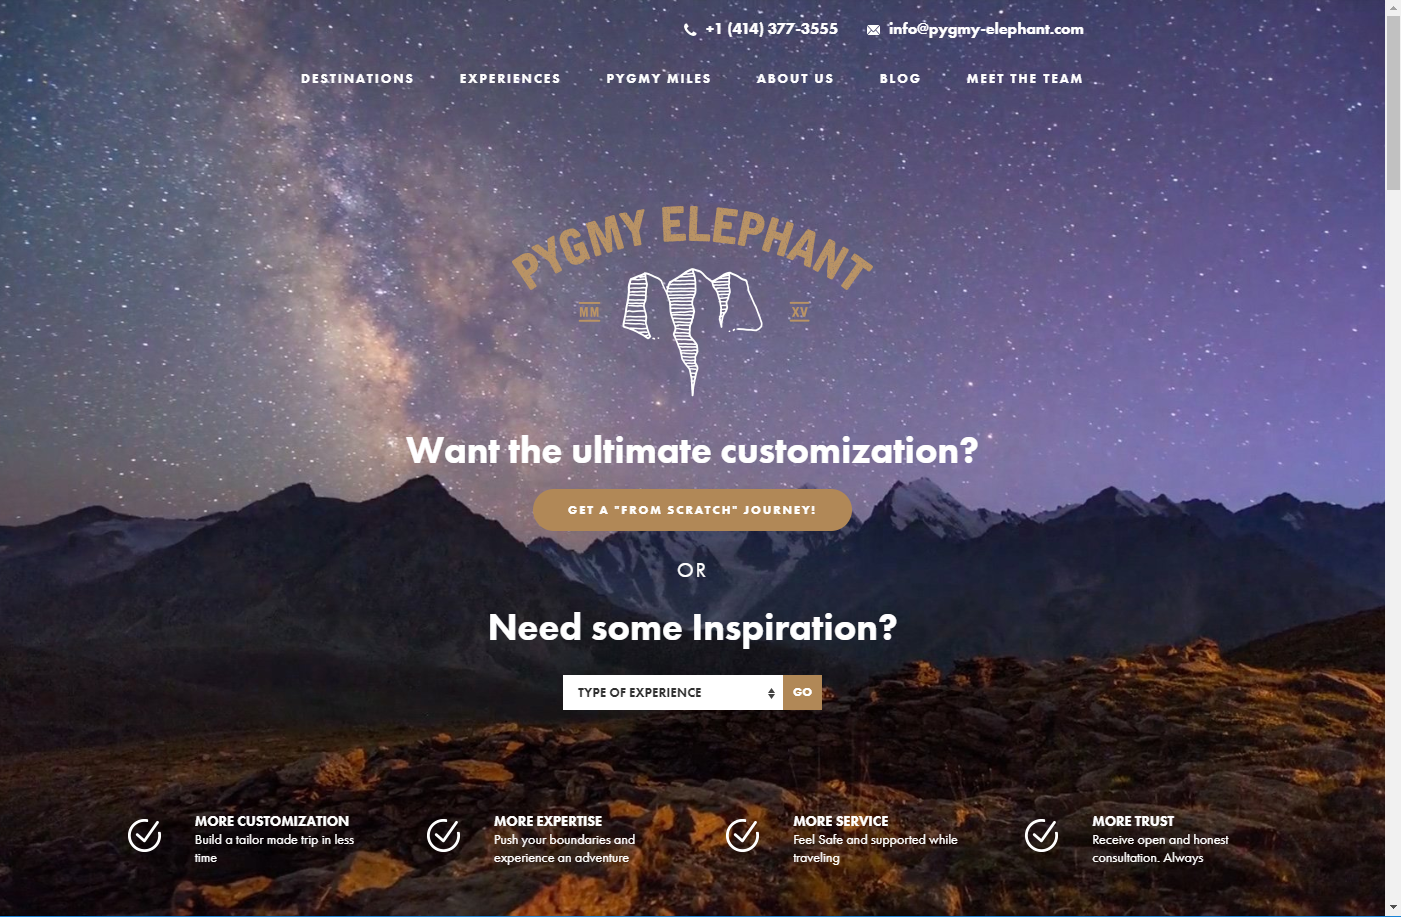 +1 (414) 377-3555 info@pygmy-elephant.com
DESTINATIONS EXPERIENCES PYGMY MILES ABOUT US BLOG MEET THE TEAM
PYGMY ELEPHANT
MM XY
Want the ultimate customization?
GET A "FROM SCRATCH" JOURNEY!
OR
Need some Inspiration?
TYPE OF EXPERIENCE GO
MORE CUSTOMIZATION
Build a tailor made trip in less
time
MORE EXPERTISE
Push your boundaries and
experience an adventure
MORE SERVICE
Feel Safe and supported while
traveling
MORE TRUST
Receive open and honest
consultation. Always